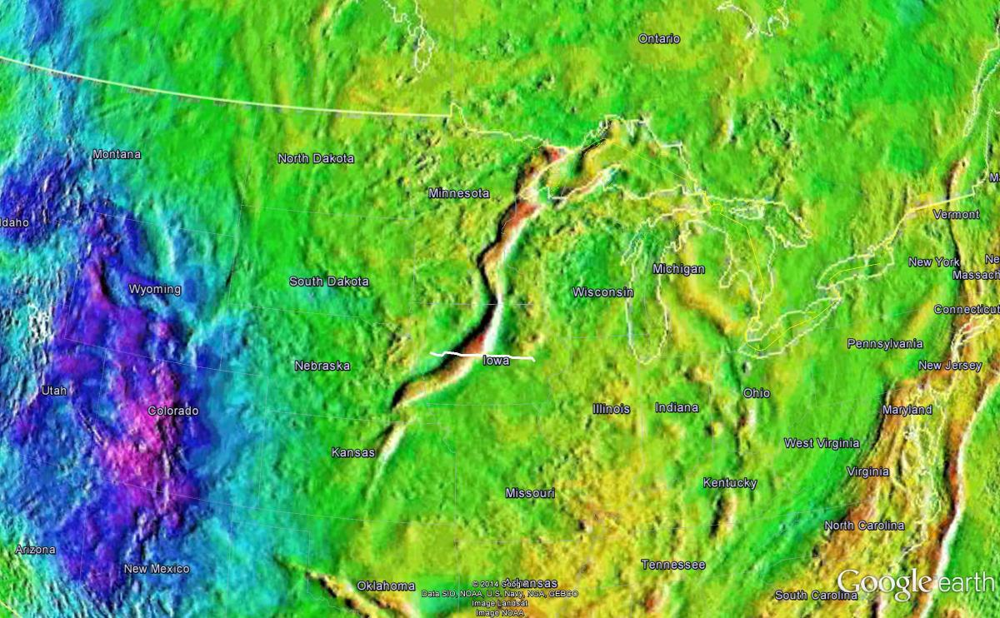 Ontario
Montana
North Dakota
Minnesota
Idaho
Vermont
Wyoming
South Dakota
Wisconsin
Michigan
New York
Massach
Connecticut
Nebraska
Iowa
Pennsylvania
New Jersey
Utah
Colorado
Illinois
Indiana
Ohio
Maryland
Kansas
West Virginia
Missouri
Kentucky
Virginia
Arizona
New Mexico
North Carolina
Tennessee
Oklahoma
Arkansas
South Carolina
© 2014 Google
Data SIO, NOAA, U.S. Navy, NGA, GEBCO
Image Landsat
Image NOAA
Google earth